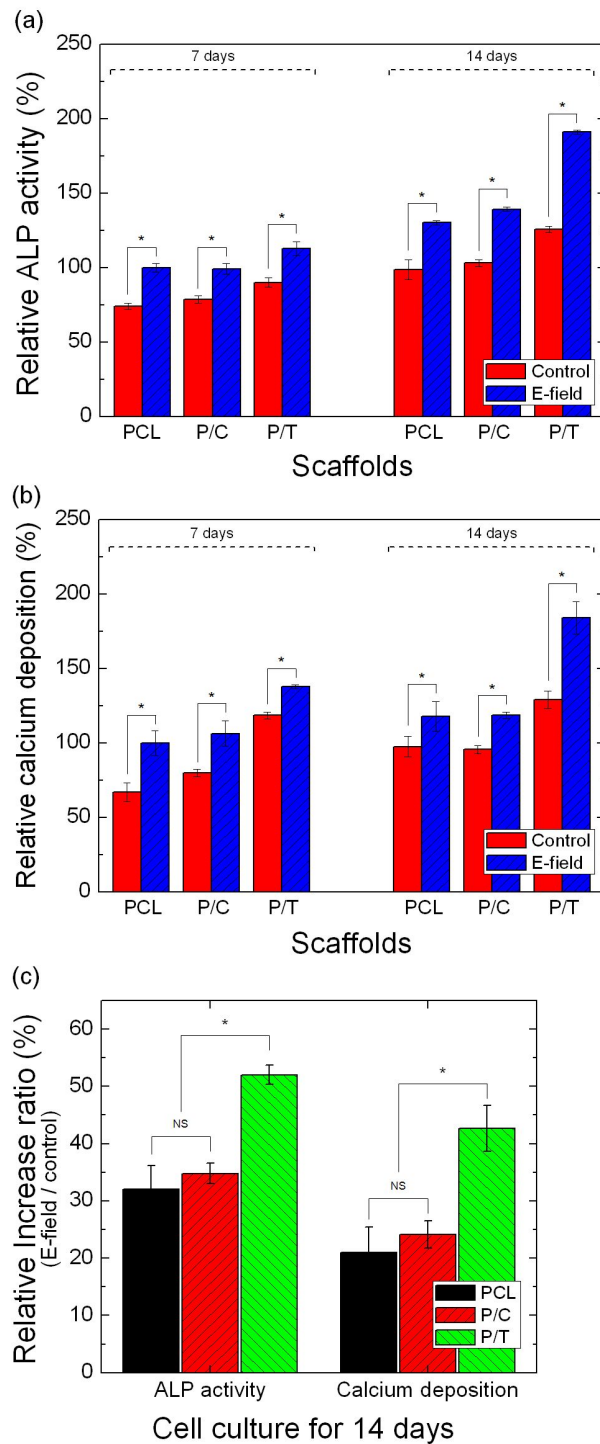 (a)
250
200
150
100
50
0
Relative ALP activity (%)
7 days
14 days
*
*
*
*
*
*
Control
E-field
PCL
P/C
P/T
PCL
P/C
P/T
Scaffolds
(b)
250
200
150
100
50
0
Relative calcium deposition (%)
7 days
14 days
*
*
*
*
*
*
Control
E-field
PCL
P/C
P/T
PCL
P/C
P/T
Scaffolds
(c)
60
50
40
30
20
10
0
Relative Increase ratio (%)
(E-field / control)
*
NS
*
NS
PCL
P/C
P/T
ALP activity
Calcium deposition
Cell culture for 14 days